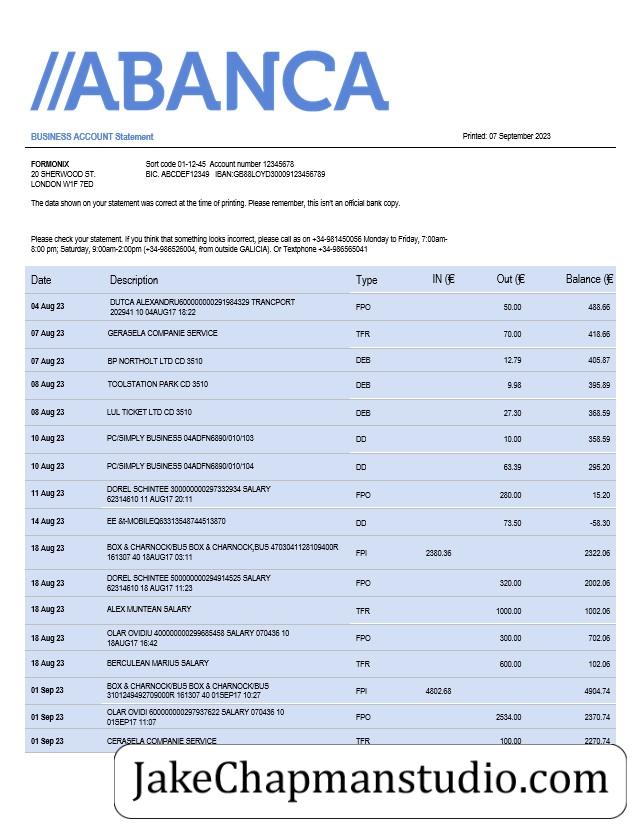 //ABANCA
BUSINESS ACCOUNT Statement Printed: 07 September 2023
FORMONIX Sort code 01-12-45 Account number 12345678
20 SHERWOOD ST. BIC. ABCDEF12349 IBAN:GB88LOYD30009123456789
LONDON W1F 7ED
The data shown on your statement was correct at the time of printing. Please remember, this isn't an official bank copy.
Please check your statement. If you think that something looks incorrect, please call as on +34-981450056 Monday to Friday, 7:00am-
8:00 pm; Saturday, 9:00am-2:00pm (+34-986526004, from outside GALICIA). Or Textphone +34-986565041
Date Description Type IN (€ Out (€ Balance (€
04 Aug 23 DUTCA ALEXANDRU600000000291984329 TRANCPORT FPO 50.00 488.66
202941 10 04AUG17 18:22
07 Aug 23 GERASELA COMPANIE SERVICE TFR 70.00 418.66
07 Aug 23 BP NORTHOLT LTD CD 3510 DEB 12.79 405.87
08 Aug 23 TOOLSTATION PARK CD 3510 DEB 9.98 395.89
08 Aug 23 LUL TICKET LTD CD 3510 DEB 27.30 368.59
10 Aug 23 PC/SIMPLY BUSINESS 04ADFN6890/010/103 DD 10.00 358.59
10 Aug 23 PC/SIMPLY BUSINESS 04ADFN6890/010/104 DD 63.39 295.20
11 Aug 23 DOREL SCHINTEE 300000000297332934 SALARY FPO 280.00 15.20
62314610 11 AUG17 20:11
14 Aug 23 EE &t-MOBILEQ63313548744513870 DD 73.50 -58.30
18 Aug 23 BOX & CHARNOCK/BUS BOX & CHARNOCK,BUS 4703041128109400R FPI 2380.36 2322.06
161307 40 18AUG17 03:11
18 Aug 23 DOREL SCHINTEE 500000000294914525 SALARY FPO 320.00 2002.06
62314610 18 AUG17 11:23
18 Aug 23 ALEX MUNTEAN SALARY TFR 1000.00 1002.06
18 Aug 23 OLAR OVIDIU 400000000299685458 SALARY 070436 10 FPO 300.00 702.06
18AUG17 16:42
18 Aug 23 BERCULEAN MARIUS SALARY TFR 600.00 102.06
01 Sep 23 BOX & CHARNOCK/BUS BOX & CHARNOCK/BUS FPI 4802.68 4904.74
3101249492709000R 161307 40 01SEP17 10:27
01 Sep 23 OLAR OVIDI 600000000297937622 SALARY 070436 10 FPO 2534.00 2370.74
01SEP17 11:07
01 Sep 23 CERASELA COMPANIE SERVICE TFR 100.00 2270.74
JakeChapmanstudio.com